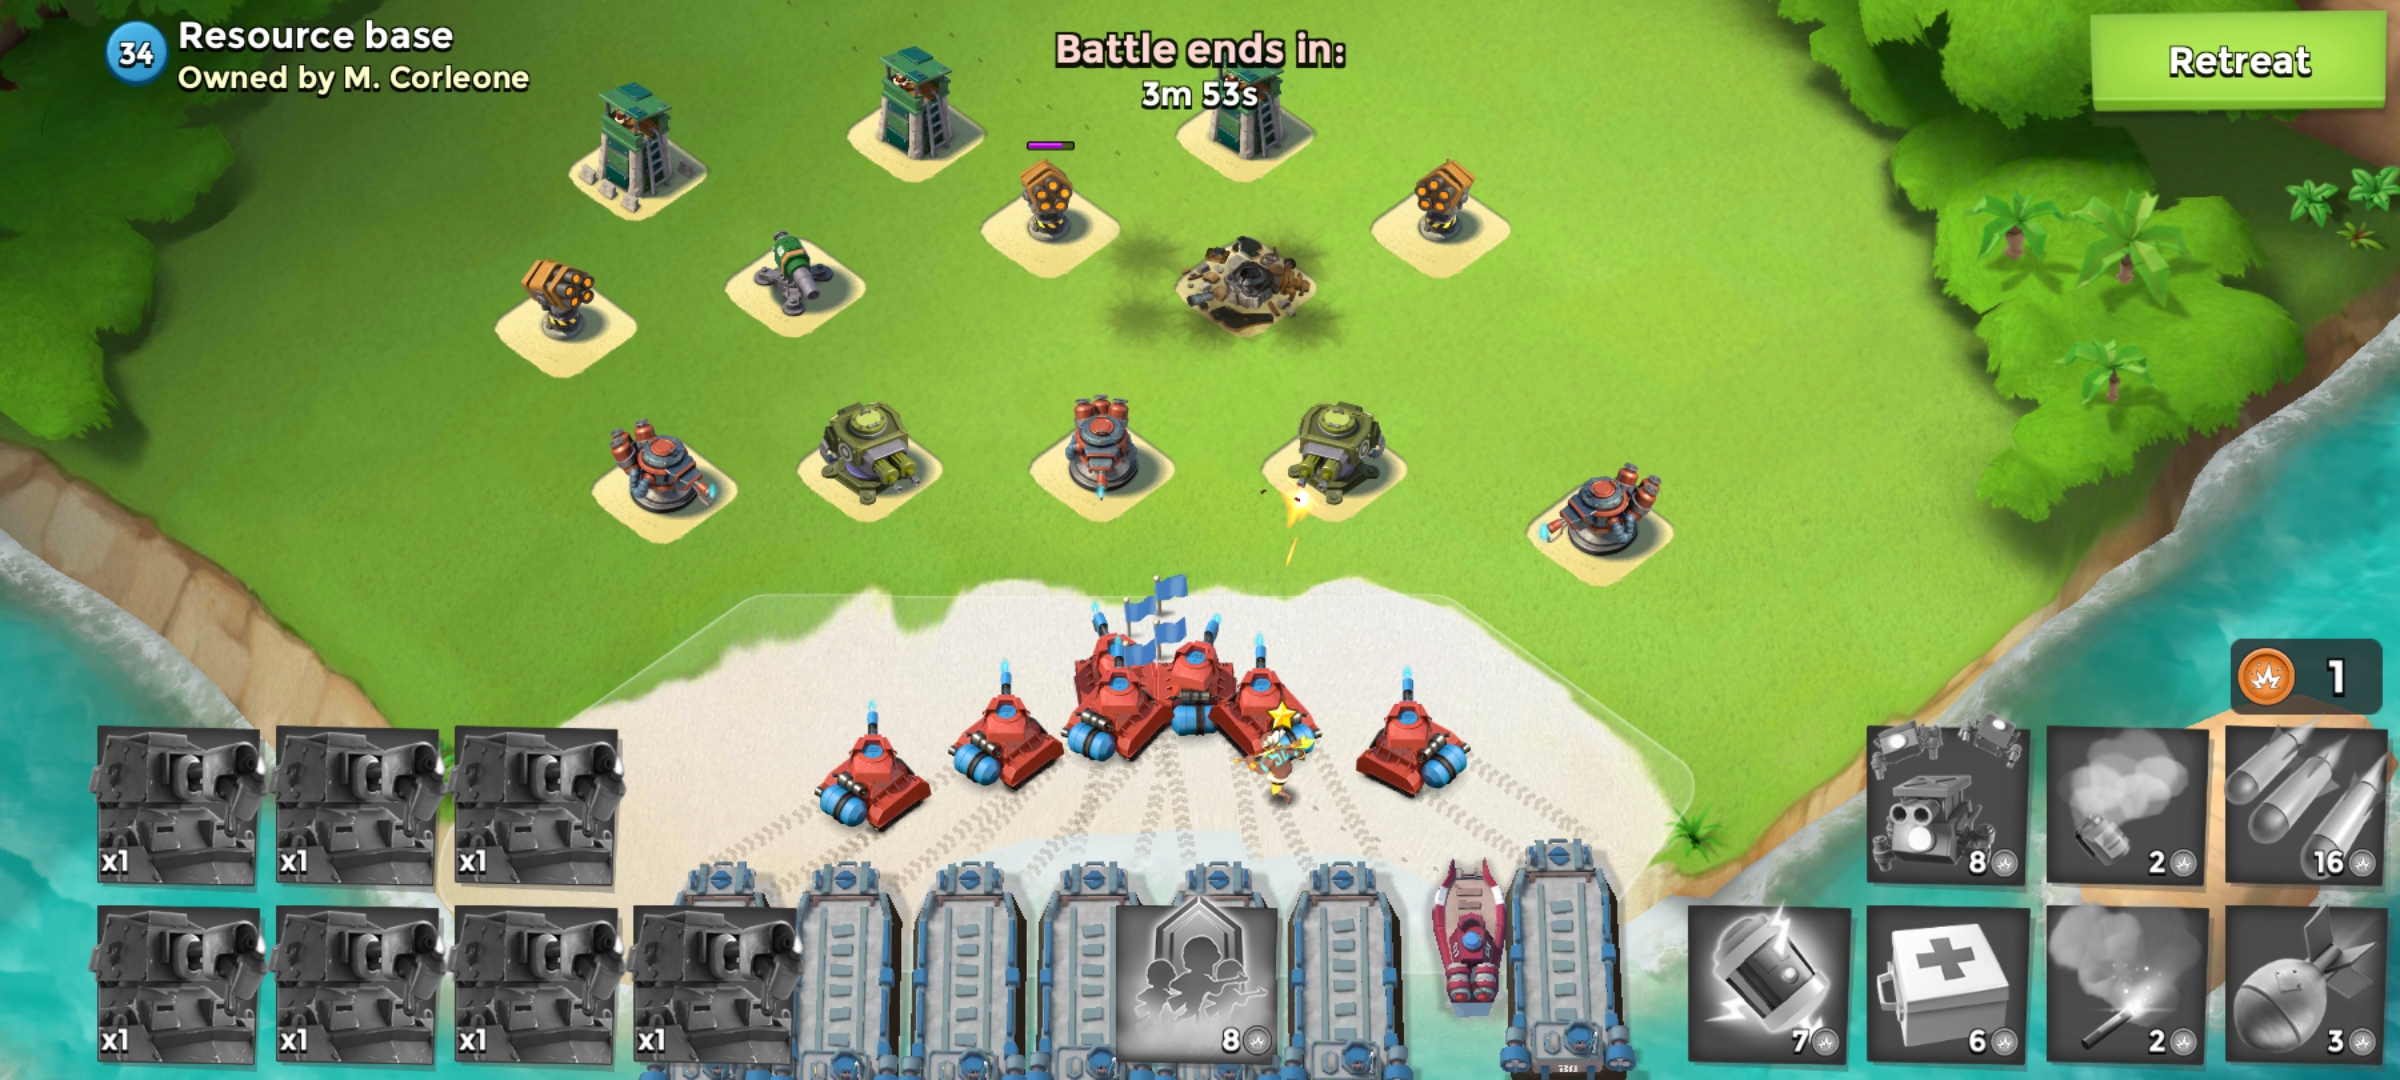 34
Resource base
Owned by M. Corleone
Battle ends in:
3m 53s
Retreat
1
x1
x1
x1
8
2
16
x1
x1
x1
x1
8
7
6
2
3